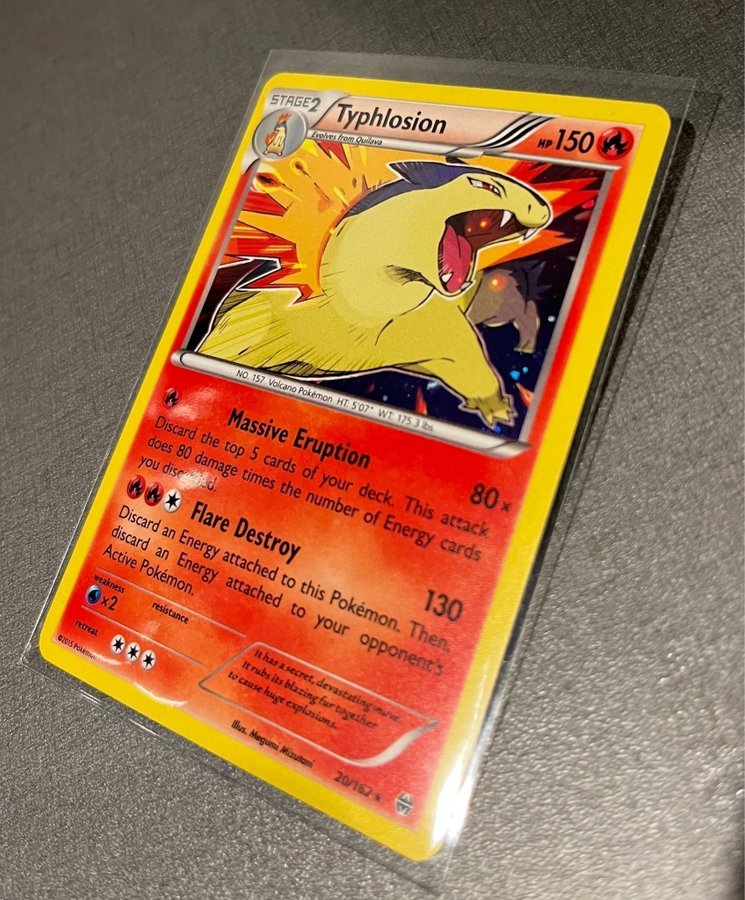 STAGE2 Typhlosion HP 150
Evolves from Quilava
NO. 157 Volcano Pokémon HT: 5'07" WT: 175.3 lbs.
Massive Eruption 80×
Discard the top 5 cards of your deck. This attack
does 80 damage times the number of Energy cards
you discarded.
Flare Destroy 130
Discard an Energy attached to this Pokémon. Then,
discard an Energy attached to your opponent's
Active Pokémon.
weakness resistance
×2
retreat
©2015 Pokémon
It has a secret, devastating move.
It rubs its blazing fur together
to cause huge explosions.
Illus. Megumi Mizutani
20/162 ★